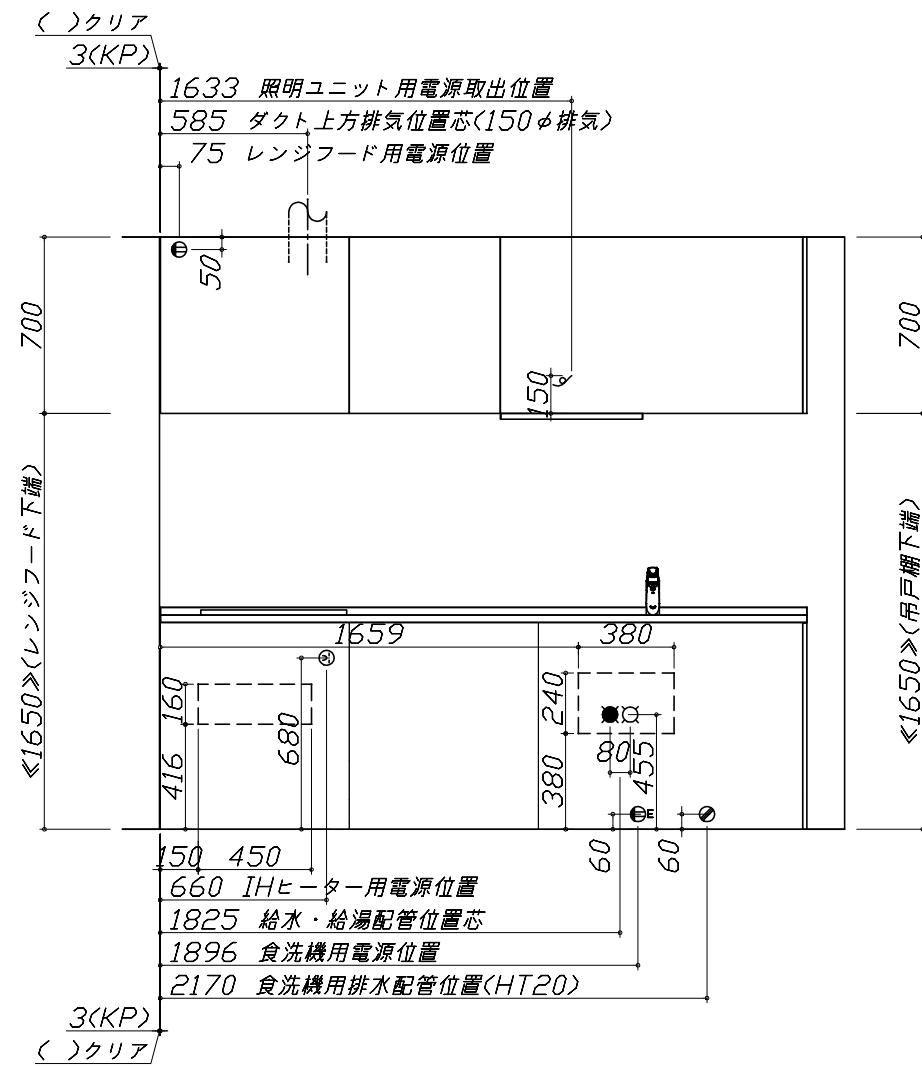 ( )クリア
3(KP)
1633 照明ユニット用電源取出位置
585 ダクト上方排気位置芯(150φ排気)
75 レンジフード用電源位置
50
700
700
150
≪1650≫(レンジフード下端)
≪1650≫(吊戸棚下端)
1659
380
160
416
680
240
380
80
455
E
60
60
150
450
660 IHヒーター用電源位置
1825 給水・給湯配管位置芯
1896 食洗機用電源位置
2170 食洗機用排水配管位置(HT20)
3(KP)
( )クリア